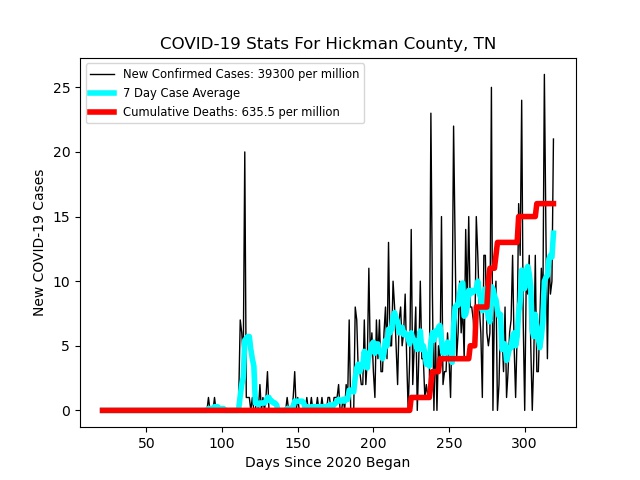 COVID-19 Stats For Hickman County, TN
New Confirmed Cases: 39300 per million
7 Day Case Average
Cumulative Deaths: 635.5 per million
New COVID-19 Cases
25
20
15
10
5
0
50 100 150 200 250 300
Days Since 2020 Began